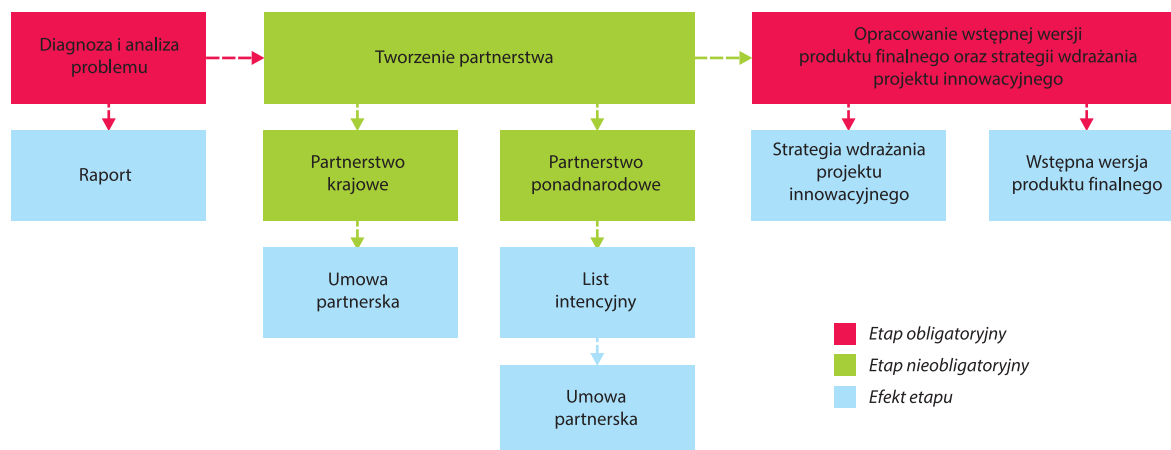 Diagnoza i analiza
problemu
Tworzenie partnerstwa
Opracowanie wstępnej wersji
produktu finalnego oraz strategii wdrażania
projektu innowacyjnego
Raport
Partnerstwo
krajowe
Partnerstwo
ponadnarodowe
Strategia wdrażania
projektu
innowacyjnego
Wstępna wersja
produktu finalnego
Umowa
partnerska
List
intencyjny
Umowa
partnerska
Etap obligatoryjny
Etap nieobligatoryjny
Efekt etapu